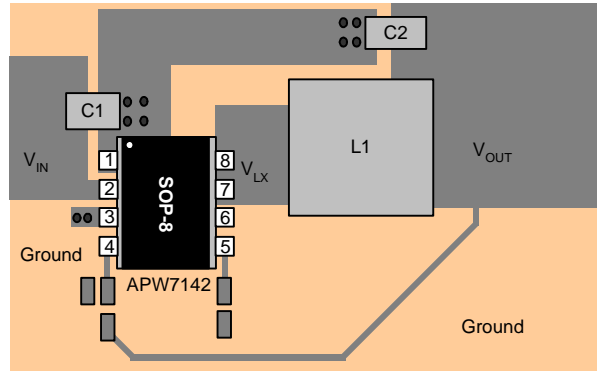 C2
C1
L1
VIN
VLX
VOUT
1
2
3
4
SOP-8
8
7
6
5
Ground
APW7142
Ground